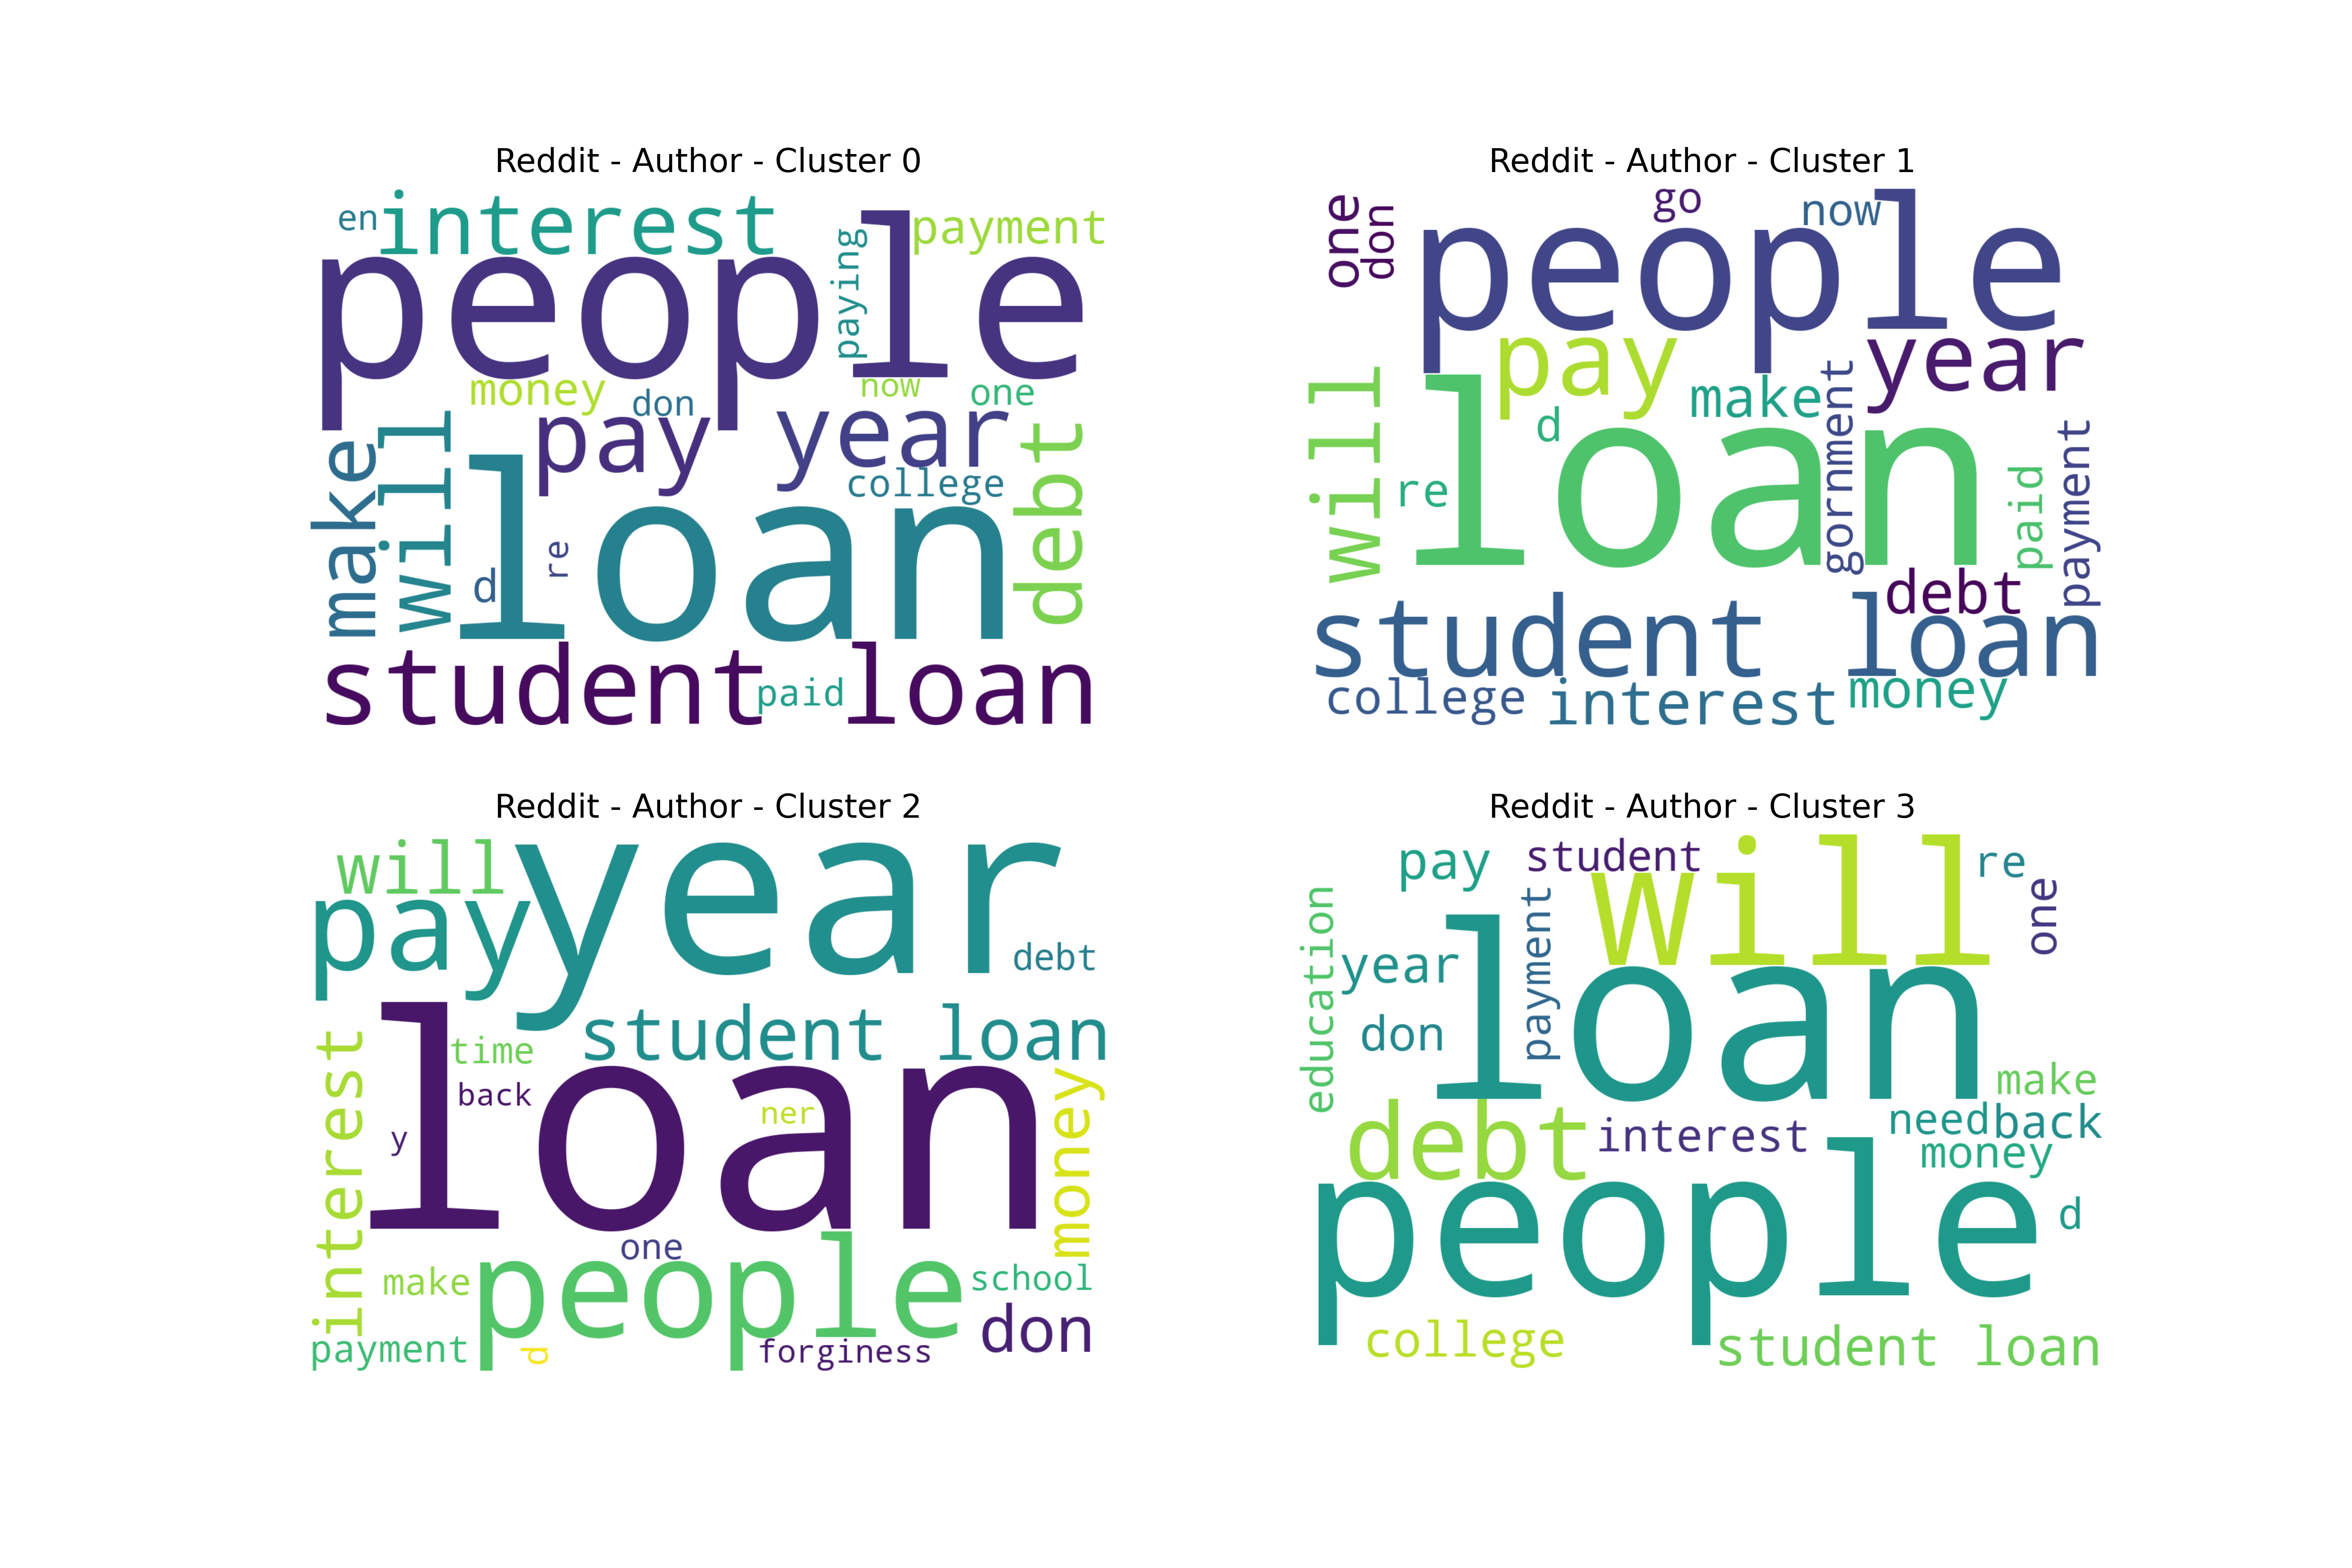 Reddit - Author - Cluster 0
en
interest
payment
paying
people
money
don
now
one
pay
year
make
will
college
debt
d
re
loan
student loan
paid
Reddit - Author - Cluster 1
one
don
go
now
people
pay
year
make
will
d
gornment
re
loan
paid
payment
debt
student loan
college
interest
money
Reddit - Author - Cluster 2
will
year
pay
debt
student loan
interest
time
back
ner
y
loan
money
one
make
people
school
don
payment
d
forginess
Reddit - Author - Cluster 3
pay
student
will
re
one
education
payment
year
don
loan
make
debt
interest
need
back
money
people
d
college
student loan